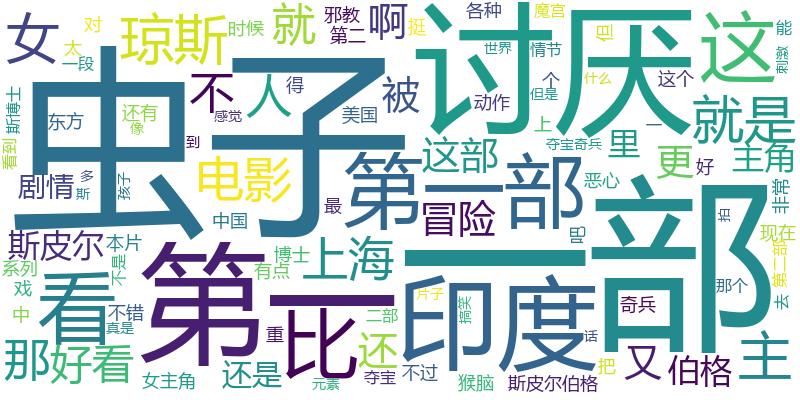 女 琼斯 时候 就 邪教 第二 啊 对 挺 各种 魔宫 但 能
太 一段 讨厌 世界 情节 这 刺激
虫子 不 人 得 被 动作 个 但是 什么 这个
斯博士 东方 还有 像 感觉 美国 上 一 就是
看到 到 电影 第一部 这部 夺宝奇兵 里 更 好 主角
剧情 多 斯 孩子 最 冒险 恶心 非常
斯皮尔 本片 中国 上海 博士 吧 一部 拍 现在
系列 不是 有点 第一 印度 奇兵 那个 第二部 去
戏 中 看 不错 真是 比 二部 片子 搞笑 话
那 好看 女主角 还是 重 还 夺宝 元素 不过 猴脑 斯皮尔伯格 把 又 伯格 主